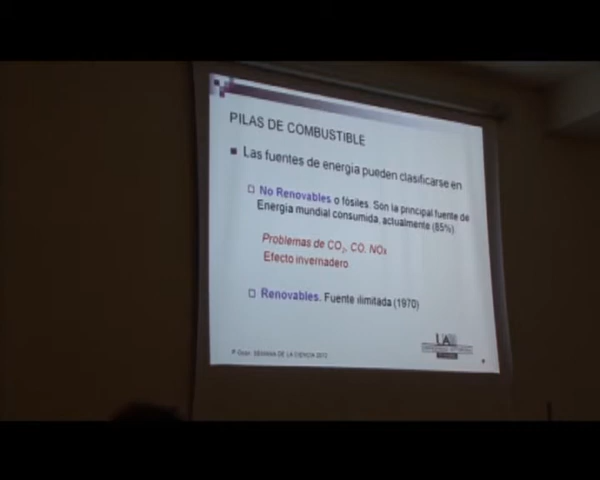 PILAS DE COMBUSTIBLE
Las fuentes de energía pueden clasificarse en
No Renovables o fósiles. Son la principal fuente de
Energía mundial consumida, actualmente (85%)
Problemas de CO₂, CO, NOx
Efecto invernadero
Renovables. Fuente ilimitada (1970)
SEMANA DE LA CIENCIA